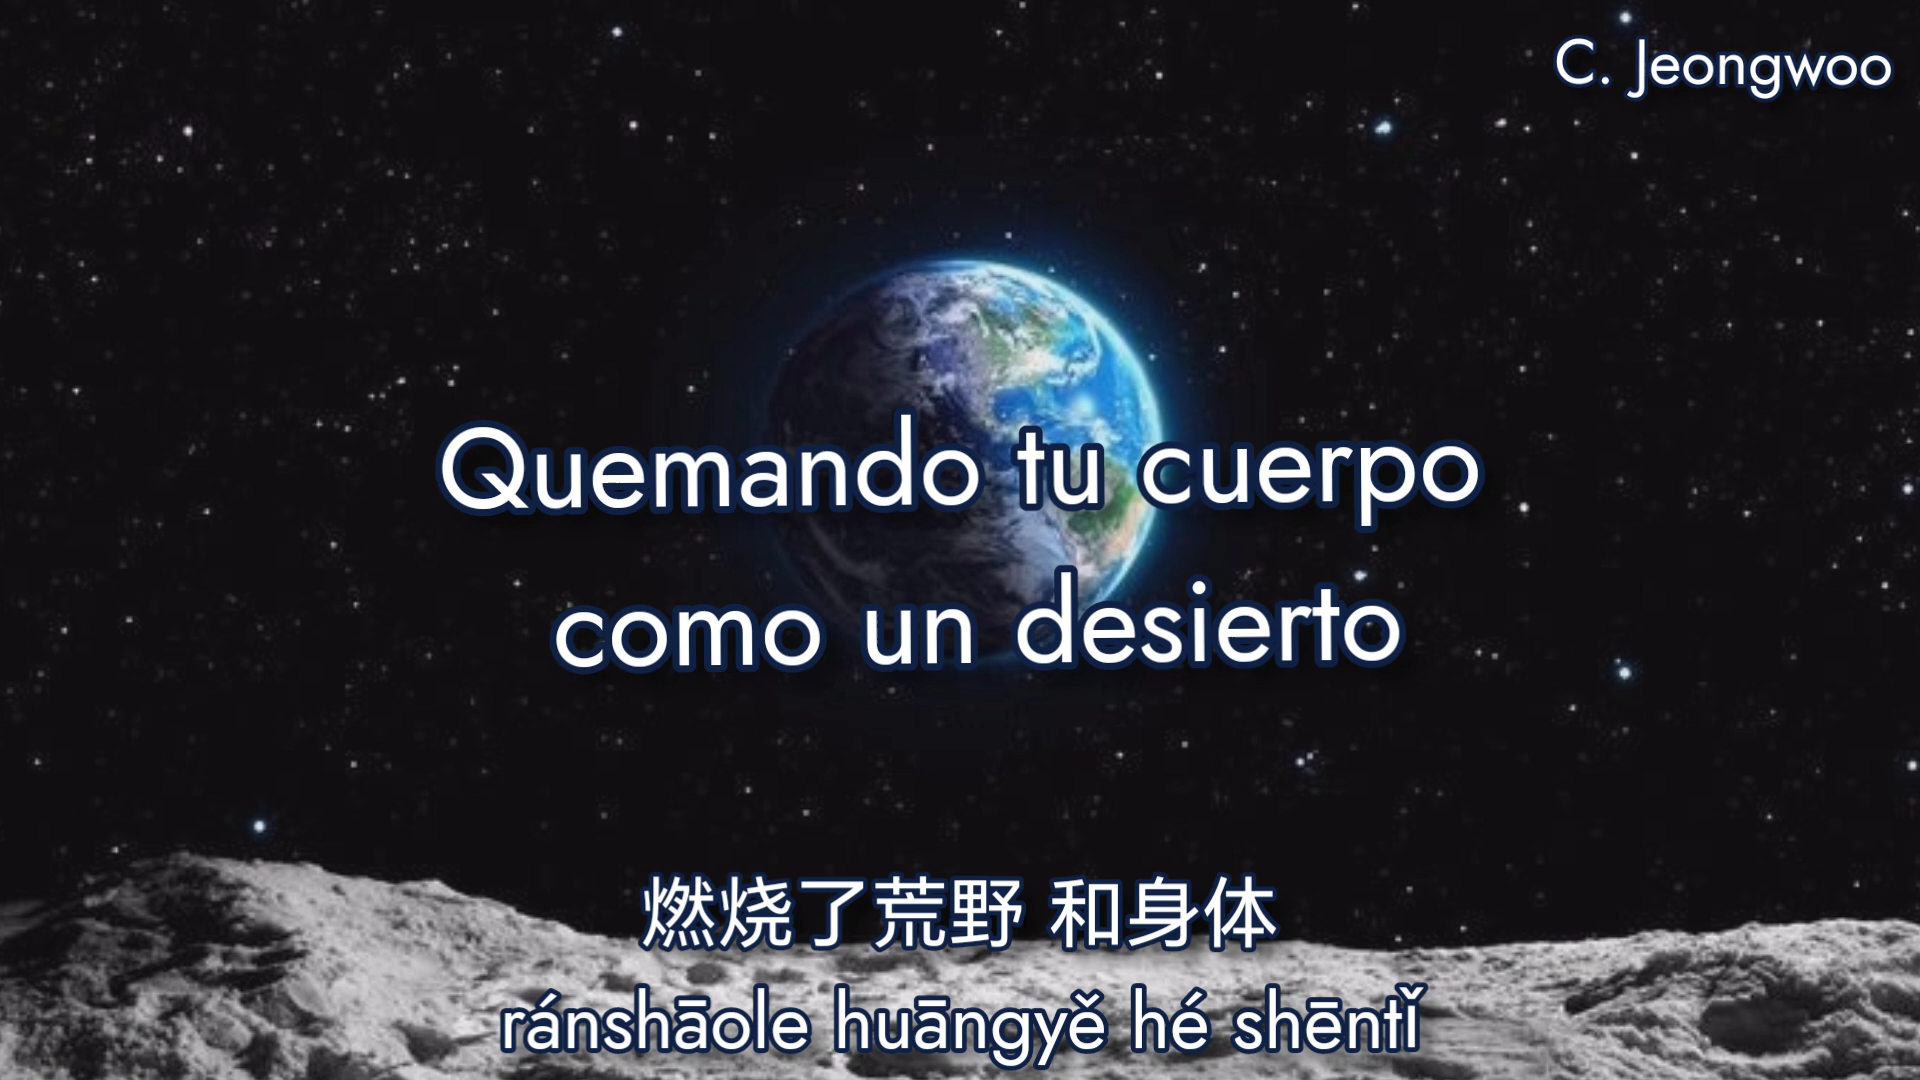 C. Jeongwoo
Quemando tu cuerpo
como un desierto
燃烧了荒野 和身体
ránshāole huāngyě hé shēntǐ